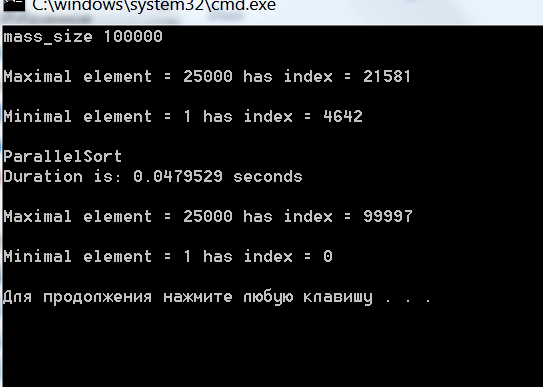 C:\windows\system32\cmd.exe
mass_size 100000
Maximal element = 25000 has index = 21581
Minimal element = 1 has index = 4642
ParallelSort
Duration is: 0.0479529 seconds
Maximal element = 25000 has index = 99997
Minimal element = 1 has index = 0
Для продолжения нажмите любую клавишу . . .